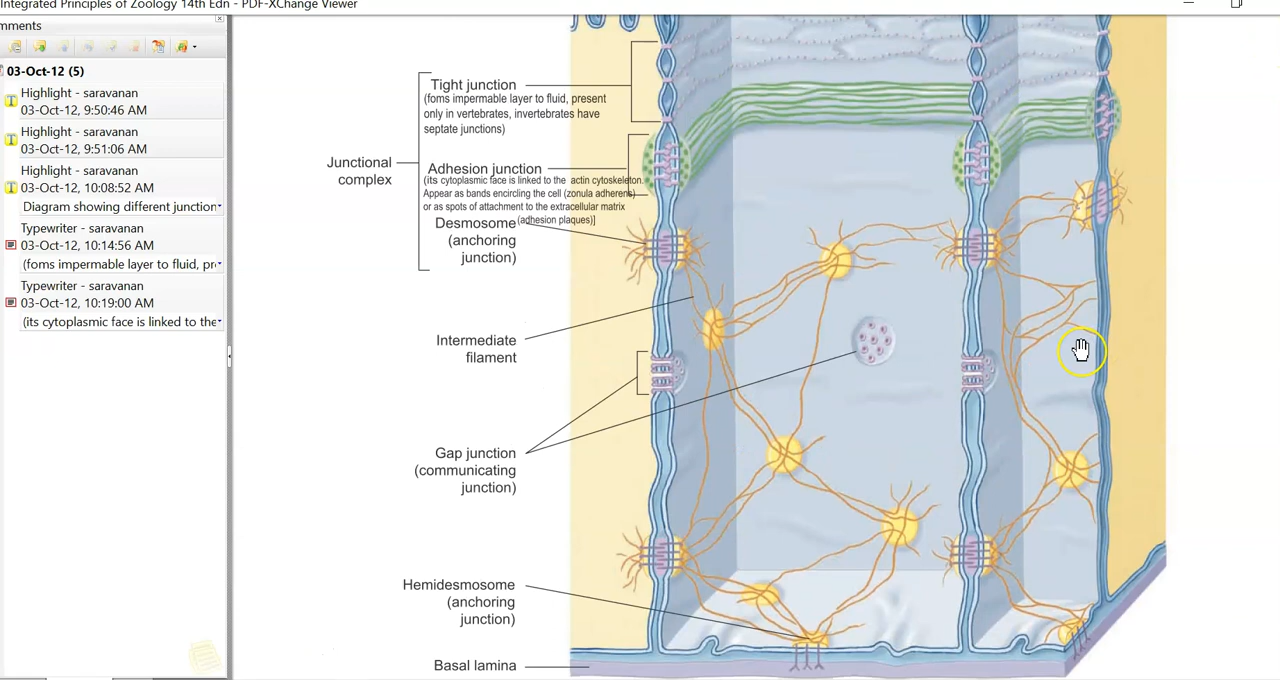 Integrated Principles of Zoology 14th Edn - PDF-XChange Viewer
mments
03-Oct-12 (5)
Highlight - saravanan
03-Oct-12, 9:50:46 AM
Highlight - saravanan
03-Oct-12, 9:51:06 AM
Highlight - saravanan
03-Oct-12, 10:08:52 AM
Diagram showing different junction
Typewriter - saravanan
03-Oct-12, 10:14:56 AM
(foms impermeable layer to fluid, pr
Typewriter - saravanan
03-Oct-12, 10:19:00 AM
(its cytoplasmic face is linked to the
Junctional
complex
Tight junction
(foms impermable layer to fluid, present
only in vertebrates, invertebrates have
septate junctions)
Adhesion junction
(its cytoplasmic face is linked to the actin cytoskeleton.
Appear as bands encircling the cell (zonula adherens)
or as spots of attachment to the extracellular matrix
(adhesion plaques)]
Desmosome
(anchoring
junction)
Intermediate
filament
Gap junction
(communicating
junction)
Hemidesmosome
(anchoring
junction)
Basal lamina